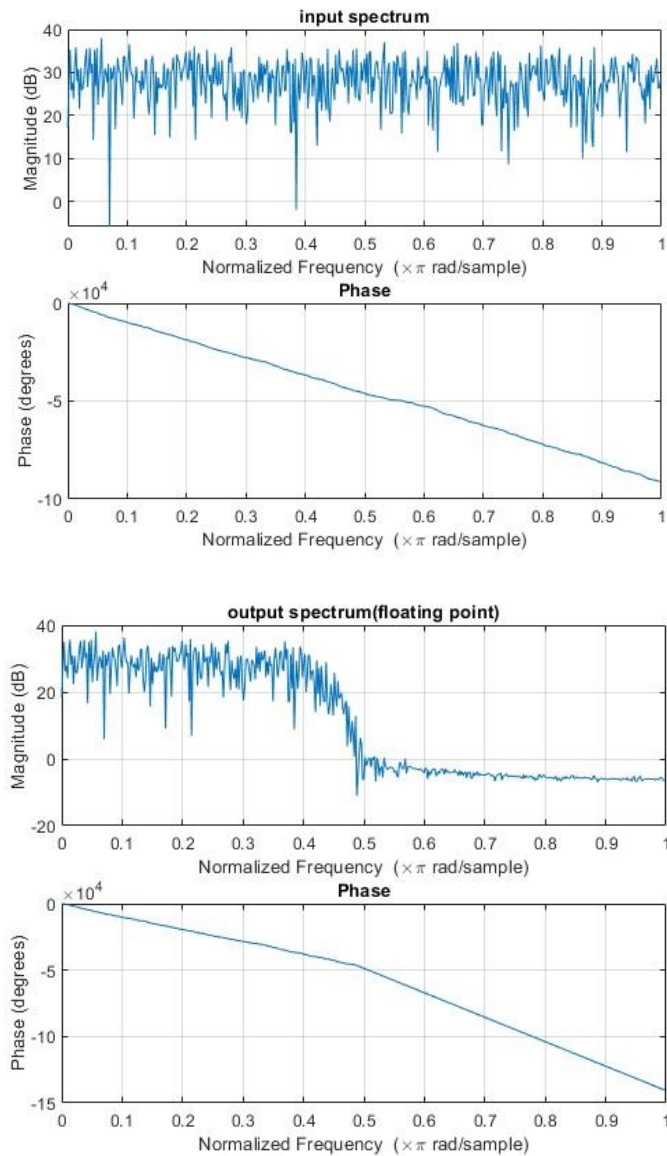 input spectrum
40
30
20
10
0
Magnitude (dB)
0 0.1 0.2 0.3 0.4 0.5 0.6 0.7 0.8 0.9 1
Normalized Frequency (×π rad/sample)
×10⁴
Phase
0
-5
-10
Phase (degrees)
0 0.1 0.2 0.3 0.4 0.5 0.6 0.7 0.8 0.9 1
Normalized Frequency (×π rad/sample)
output spectrum(floating point)
40
20
0
-20
Magnitude (dB)
0 0.1 0.2 0.3 0.4 0.5 0.6 0.7 0.8 0.9 1
Normalized Frequency (×π rad/sample)
×10⁴
Phase
0
-5
-10
-15
Phase (degrees)
0 0.1 0.2 0.3 0.4 0.5 0.6 0.7 0.8 0.9 1
Normalized Frequency (×π rad/sample)